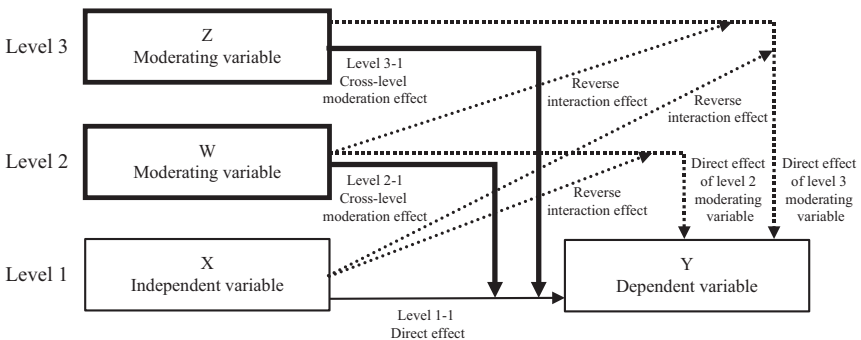 Level 3
Z
Moderating variable
Level 3-1
Cross-level
moderation effect
Reverse
interaction effect
Reverse
interaction effect
Level 2
W
Moderating variable
Level 2-1
Cross-level
moderation effect
Reverse
interaction effect
Direct effect
of level 2
moderating
variable
Direct effect
of level 3
moderating
variable
Level 1
X
Independent variable
Y
Dependent variable
Level 1-1
Direct effect